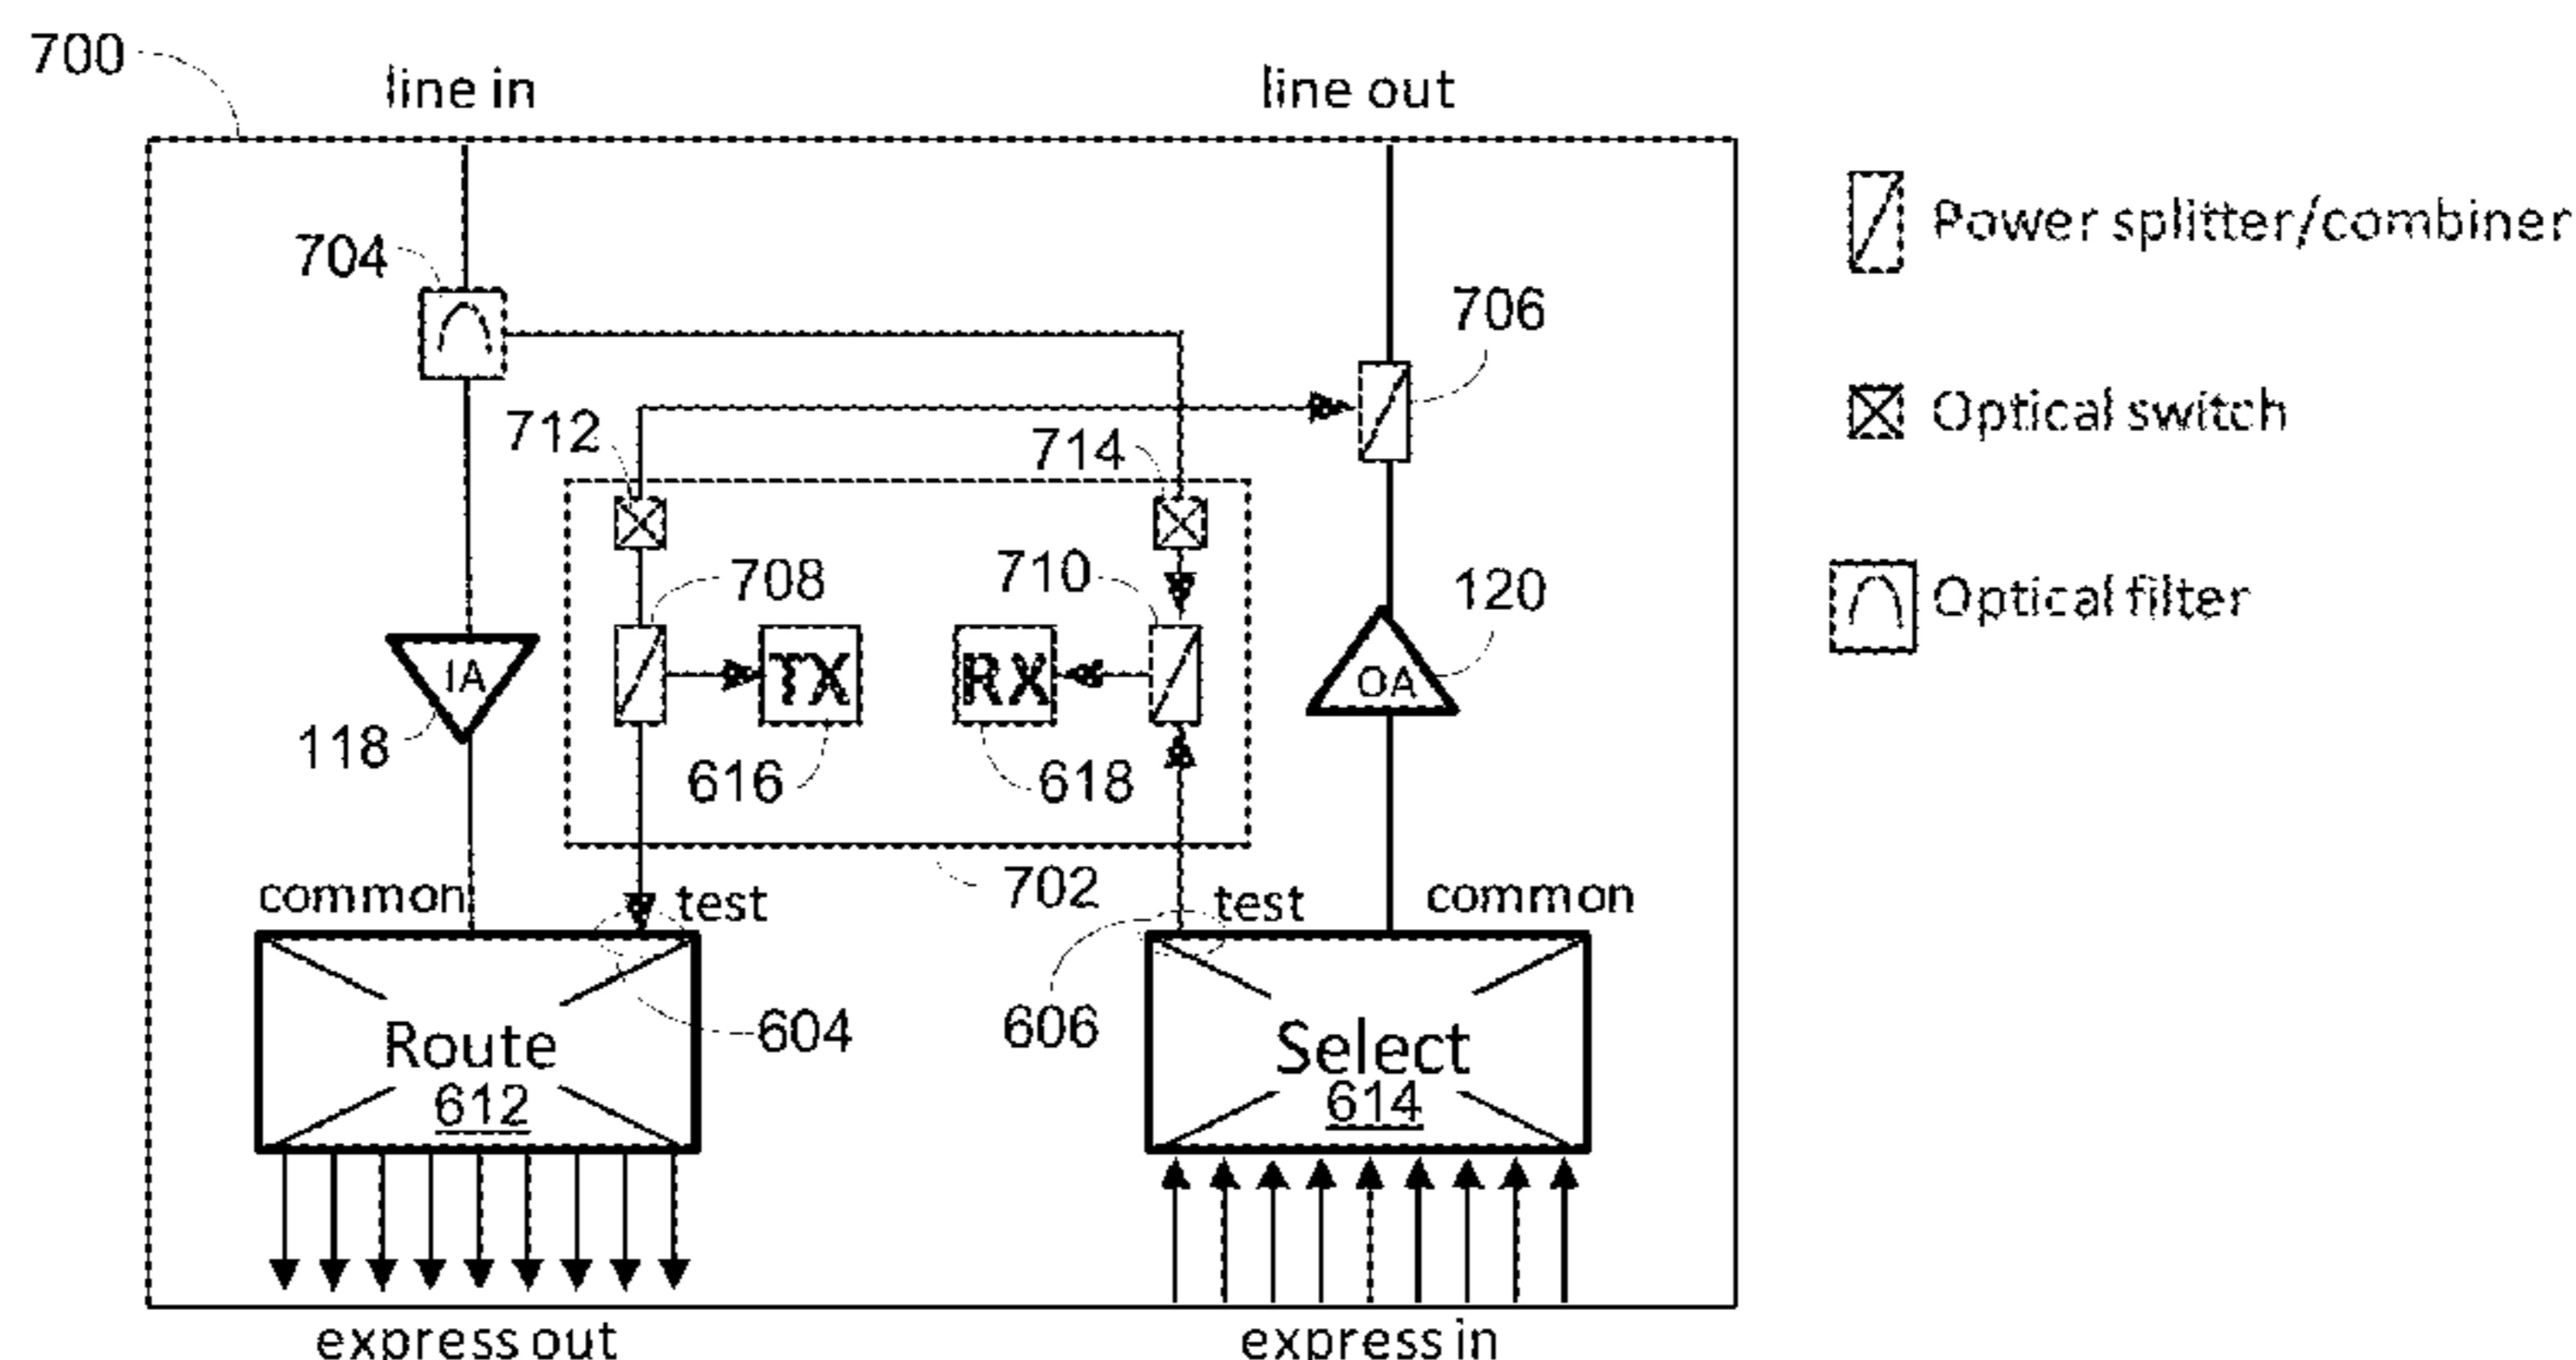 700
line in
line out
Power splitter/combiner
704
706
Optical switch
712
714
708
710
120
Optical filter
IA
TX
RX
OA
118
616
618
common
test
702
test
common
604
606
Route
612
Select
614
express out
express in